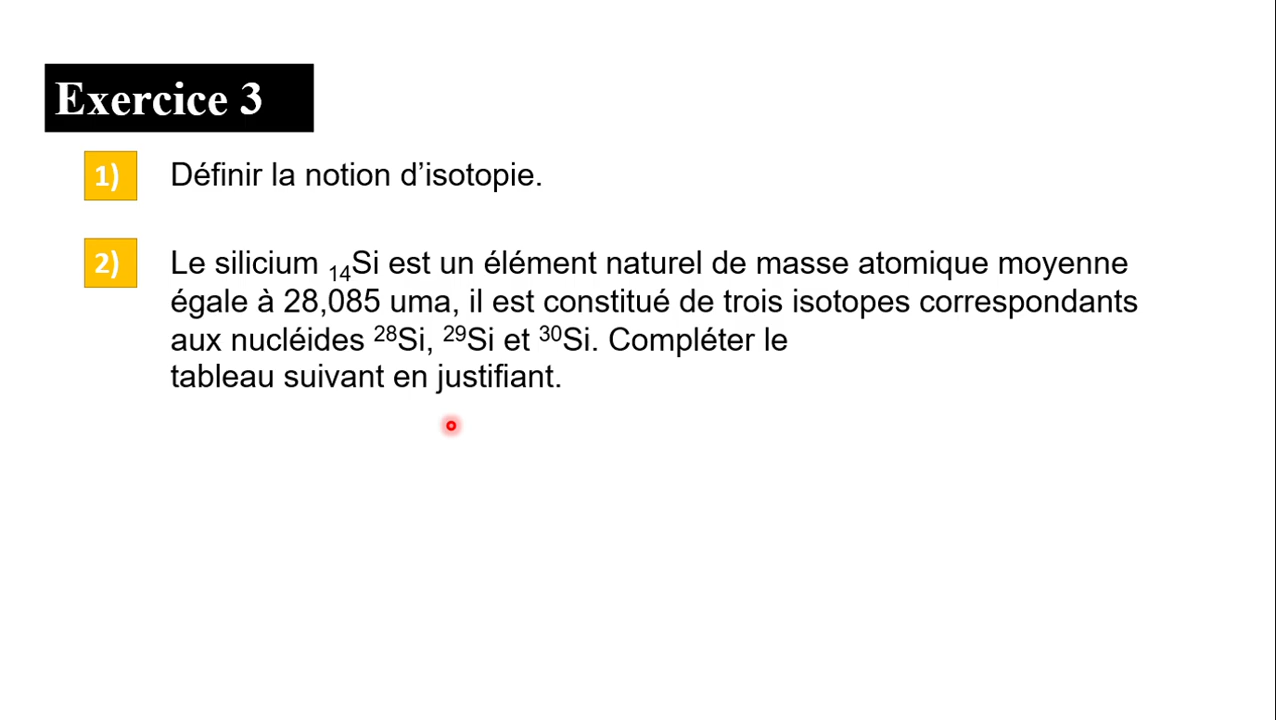 Exercice 3
1) Définir la notion d’isotopie.
2) Le silicium ₁₄Si est un élément naturel de masse atomique moyenne
égale à 28,085 uma, il est constitué de trois isotopes correspondants
aux nucléides ²⁸Si, ²⁹Si et ³⁰Si. Compléter le
tableau suivant en justifiant.